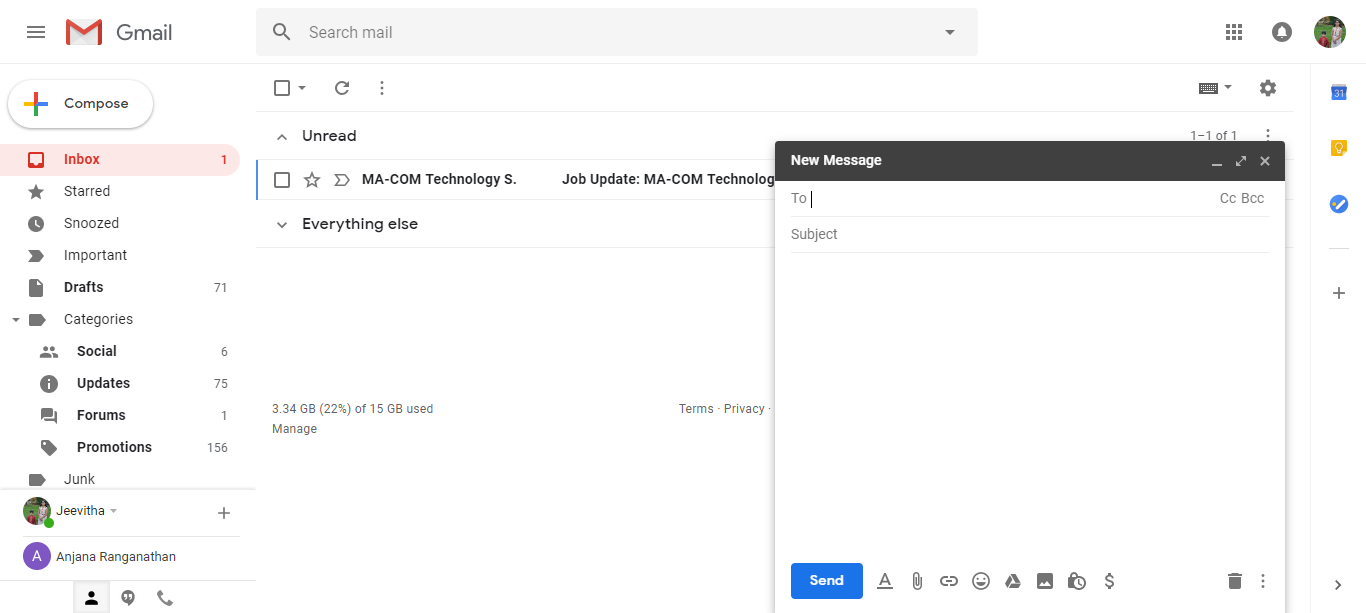 Gmail
Search mail
Compose
Inbox 1
Starred
Snoozed
Important
Drafts 71
Categories
Social 6
Updates 75
Forums 1
Promotions 156
Junk
Jeevitha
A Anjana Ranganathan
Unread 1–1 of 1
MA-COM Technology S. Job Update: MA-COM Technolog
Everything else
3.34 GB (22%) of 15 GB used
Manage
Terms · Privacy ·
New Message
To Cc Bcc
Subject
Send
31